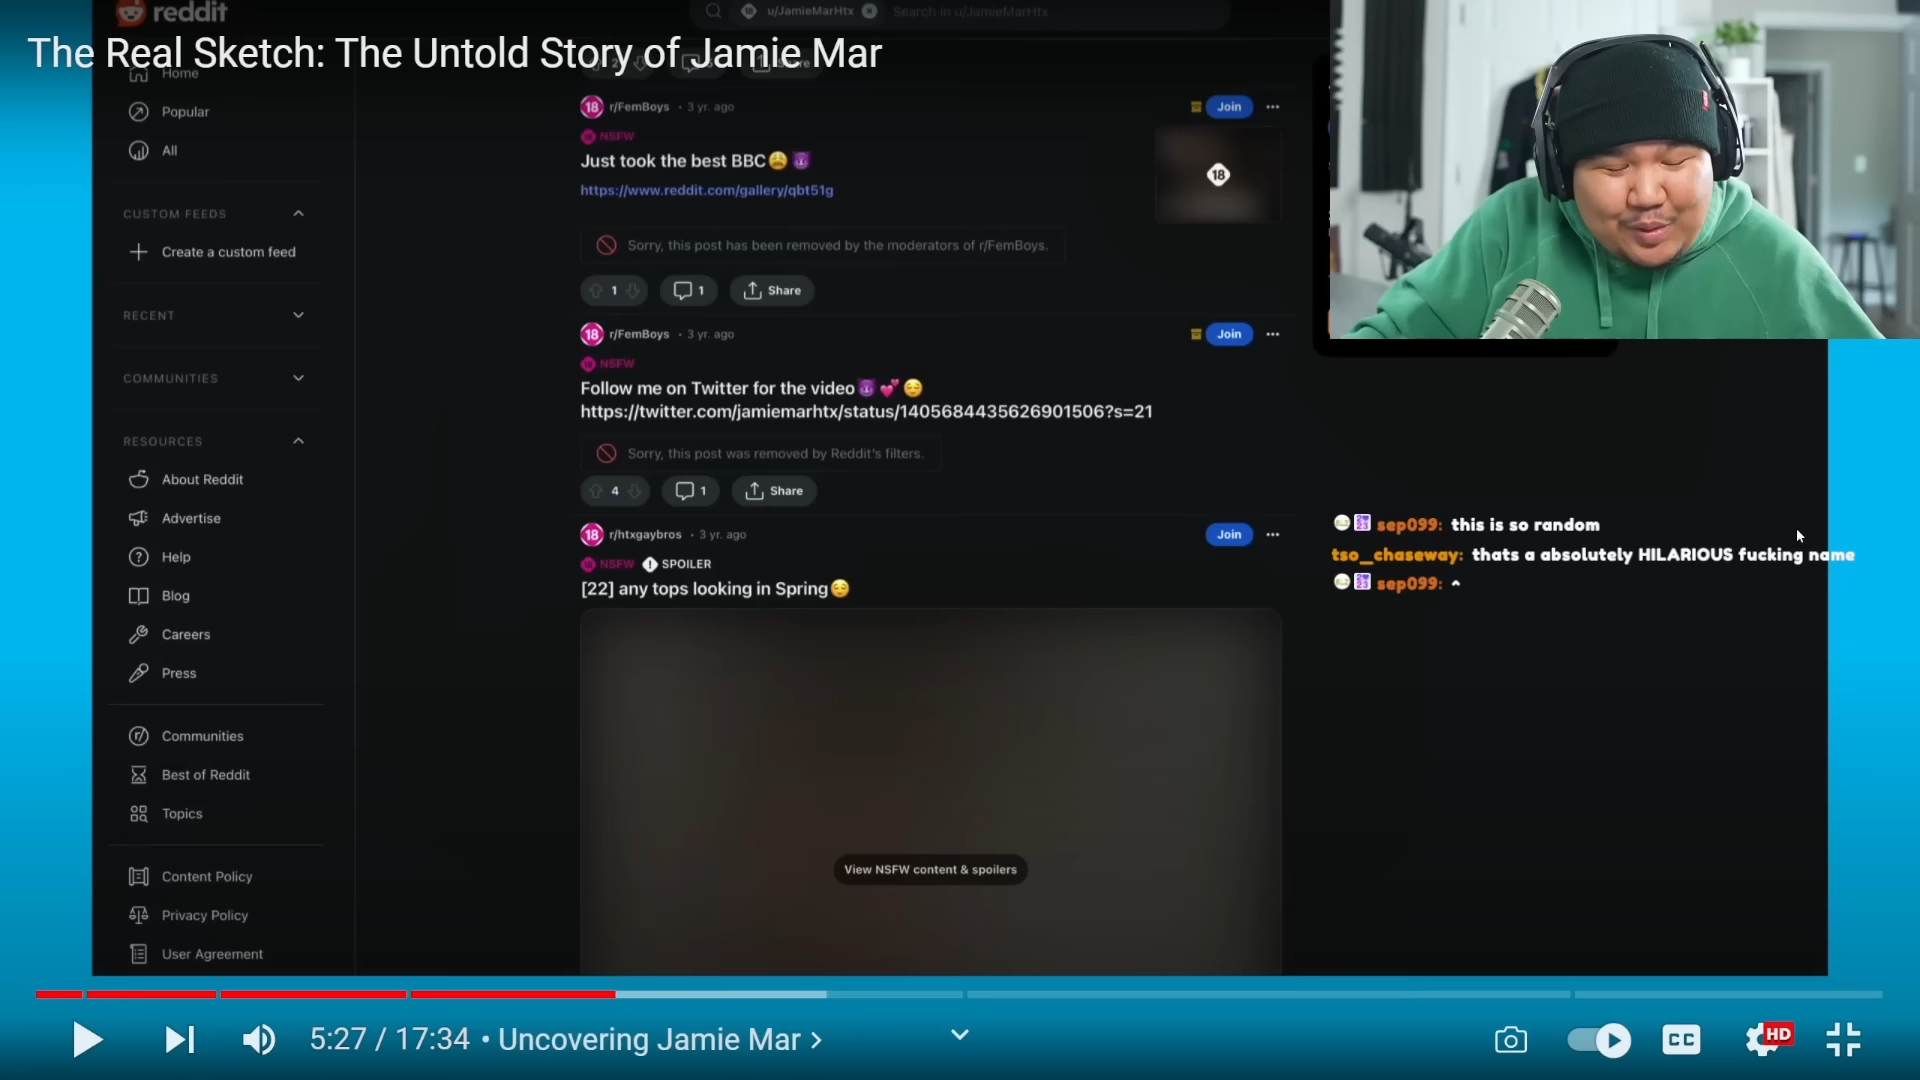 reddit
u/JamieMarHtx
Search in u/JamieMarHtx
The Real Sketch: The Untold Story of Jamie Mar
Home
Popular
All
CUSTOM FEEDS
Create a custom feed
RECENT
COMMUNITIES
RESOURCES
About Reddit
Advertise
Help
Blog
Careers
Press
Communities
Best of Reddit
Topics
Content Policy
Privacy Policy
User Agreement
18 r/FemBoys • 3 yr. ago Join
NSFW
Just took the best BBC😩😈
https://www.reddit.com/gallery/qbt51g
18
Sorry, this post has been removed by the moderators of r/FemBoys.
1 1 Share
18 r/FemBoys • 3 yr. ago Join
NSFW
Follow me on Twitter for the video😈💕😌
https://twitter.com/jamiemarhtx/status/1405684435626901506?s=21
Sorry, this post was removed by Reddit's filters.
4 1 Share
18 r/htxgaybros • 3 yr. ago Join
NSFW SPOILER
[22] any tops looking in Spring😌
View NSFW content & spoilers
sep099: this is so random
tso_chaseway: thats a absolutely HILARIOUS fucking name
sep099: ^
5:27 / 17:34 • Uncovering Jamie Mar
CC
HD